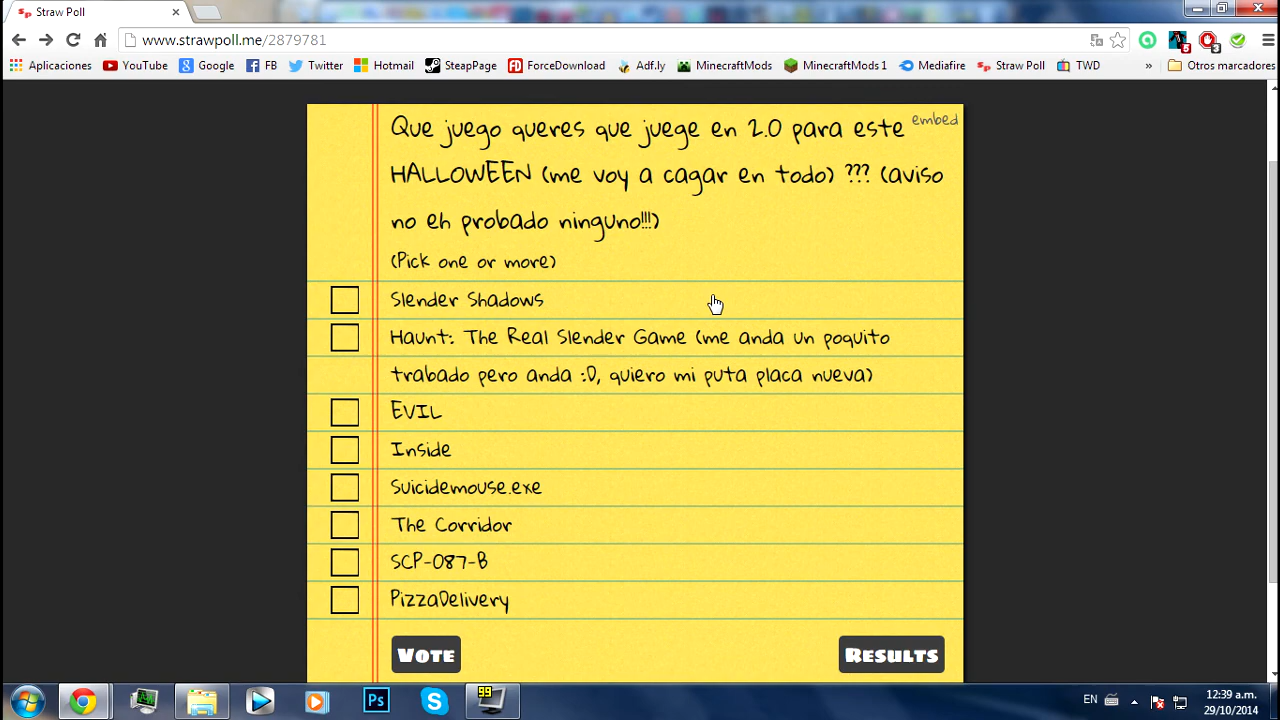 Straw Poll
www.strawpoll.me/2879781
Aplicaciones YouTube Google FB Twitter Hotmail SteapPage ForceDownload Adf.ly MinecraftMods MinecraftMods 1 Mediafire Straw Poll TWD » Otros marcadores
embed
Que juego queres que juege en 2.0 para este
HALLOWEEN (me voy a cagar en todo) ??? (aviso
no eh probado ninguno!!!)
(Pick one or more)
Slender Shadows
Haunt: The Real Slender Game (me anda un poquito
trabado pero anda :D, quiero mi puta placa nueva)
EVIL
Inside
Suicidemouse.exe
The Corridor
SCP-087-B
PizzaDelivery
VOTE RESULTS
99 Ps EN 12:39 a.m.
29/10/2014